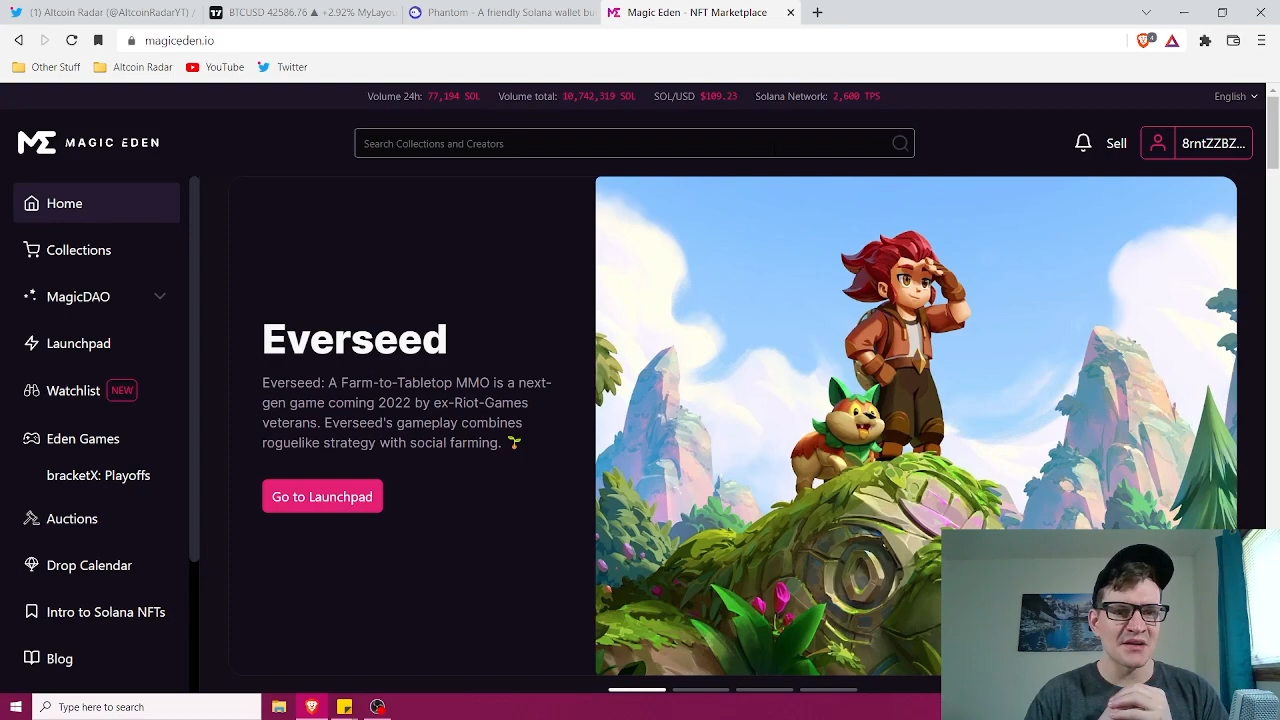 (1) Altcoin Radar (@AltcoinRadarYT) /
BTCUSD 42586.76 ▲ +2.92% MyLayou
Phantom - A friendly Solana wallet bu
Magic Eden - NFT Marketplace
magiceden.io
4
Other Stuff
Altcoin Radar
YouTube
Twitter
Volume 24h: 77,194 SOL
Volume total: 10,742,319 SOL
SOL/USD $109.23
Solana Network: 2,600 TPS
English
ME MAGIC EDEN
Search Collections and Creators
Sell
8rntZZBZ...
Home
Collections
MagicDAO
Launchpad
Watchlist NEW
Eden Games
bracketX: Playoffs
Auctions
Drop Calendar
Intro to Solana NFTs
Blog
Everseed
Everseed: A Farm-to-Tabletop MMO is a next-
gen game coming 2022 by ex-Riot-Games
veterans. Everseed's gameplay combines
roguelike strategy with social farming. 🌱
Go to Launchpad
Type here to search